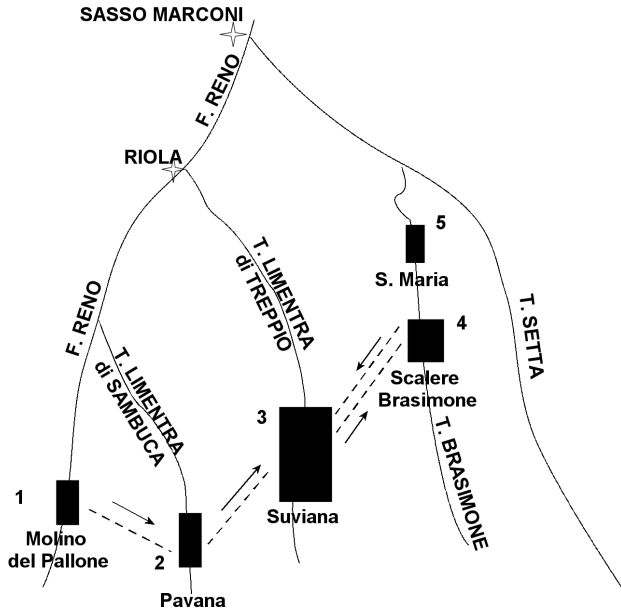 SASSO MARCONI
F. RENO
RIOLA
T. LIMENTRA
di TREPPIO
5
S. Maria
F. RENO
T. LIMENTRA
di SAMBUCA
T. SETTA
4
Scalere
Brasimone
3
T. BRASIMONE
1
Suviana
Molino
del Pallone
2
Pavana